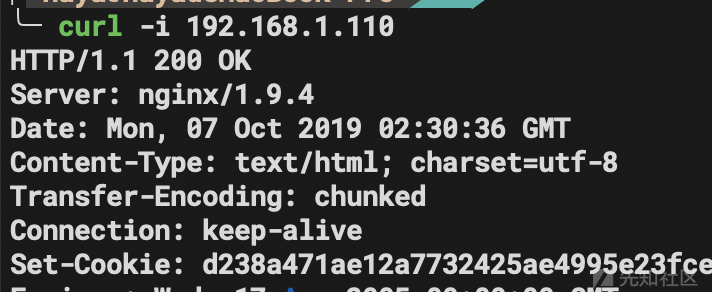 curl -i 192.168.1.110
HTTP/1.1 200 OK
Server: nginx/1.9.4
Date: Mon, 07 Oct 2019 02:30:36 GMT
Content-Type: text/html; charset=utf-8
Transfer-Encoding: chunked
Connection: keep-alive
Set-Cookie: d238a471ae12a7732425ae4995e23fce
先知社区